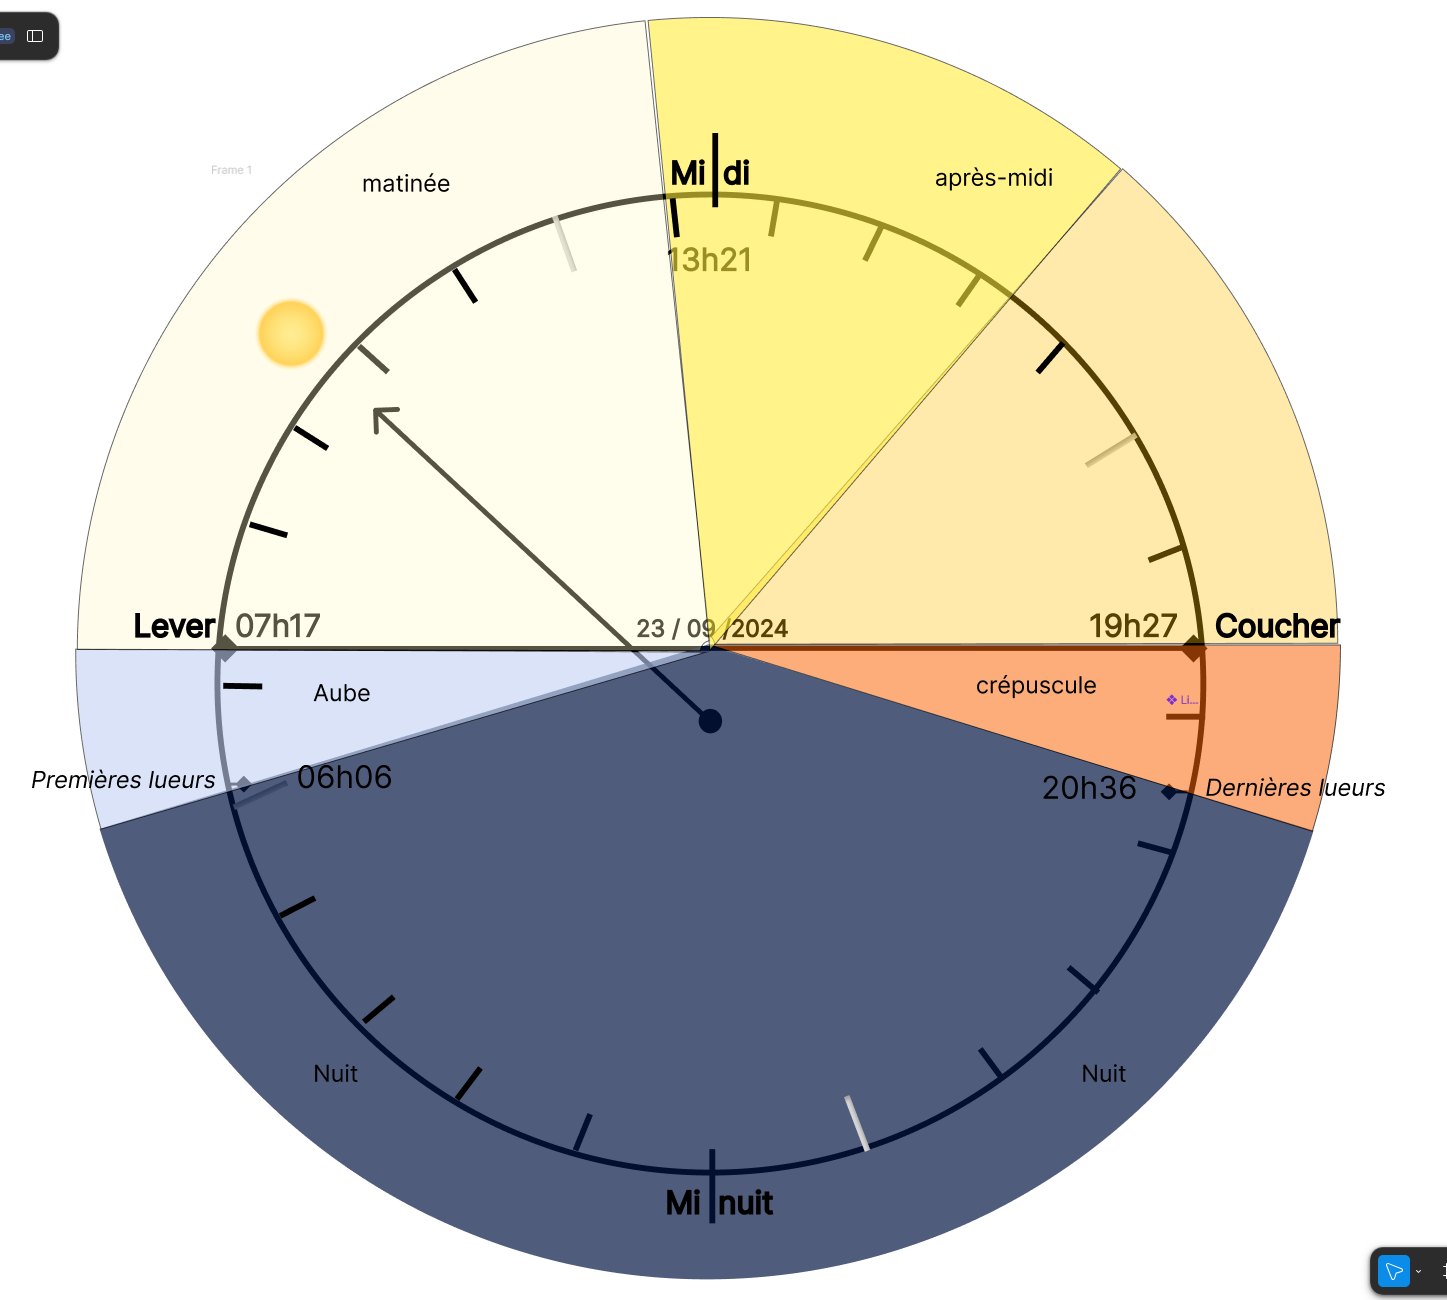 ee
Frame 1
matinée
Mi di
après-midi
13h21
Lever 07h17
23 / 09 /2024
19h27 Coucher
Aube
crépuscule
Li...
Premières lueurs 06h06
20h36 Dernières lueurs
Nuit
Nuit
Mi nuit